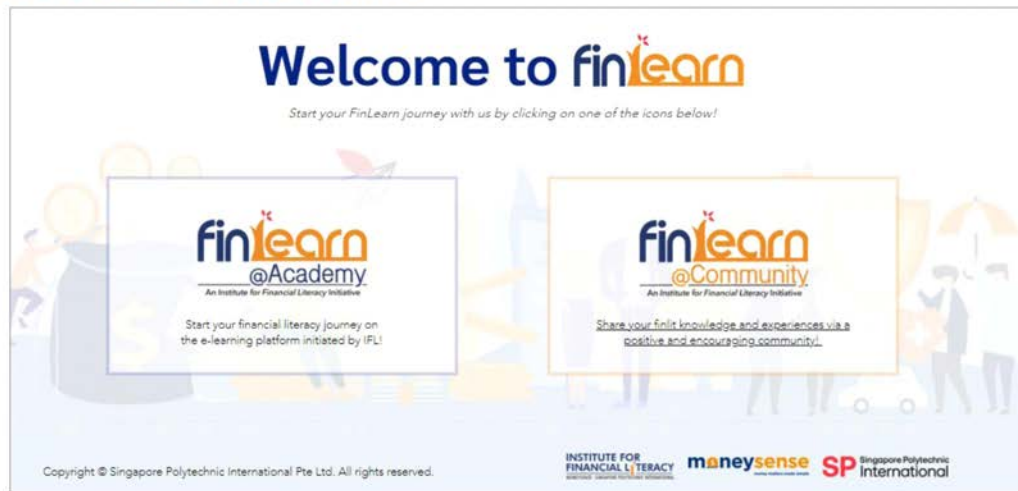 Welcome to finlearn
Start your FinLearn journey with us by clicking on one of the icons below!
finlearn
@Academy
An Institute for Financial Literacy Initiative
Start your financial literacy journey on
the e-learning platform initiated by IFL!
finlearn
@Community
An Institute for Financial Literacy Initiative
Share your finlit knowledge and experiences via a
positive and encouraging community!
Copyright © Singapore Polytechnic International Pte Ltd. All rights reserved.
INSTITUTE FOR
FINANCIAL LITERACY
moneysense
SP Singapore Polytechnic
International